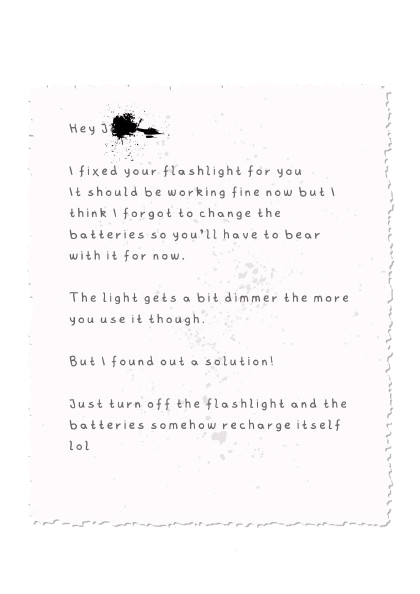 Hey J
I fixed your flashlight for you
It should be working fine now but I
think I forgot to change the
batteries so you'll have to bear
with it for now.
The light gets a bit dimmer the more
you use it though.
But I found out a solution!
Just turn off the flashlight and the
batteries somehow recharge itself
lol